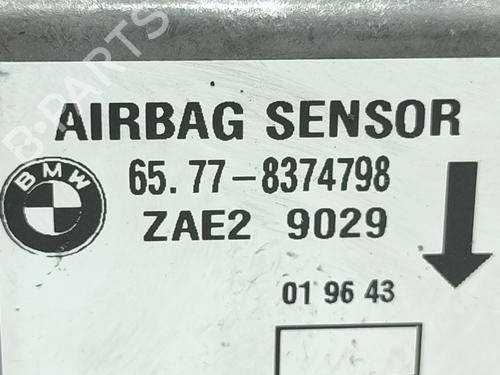 B-PARTS
AIRBAG SENSOR
BMW
65.77-8374798
ZAE2 9029
01 96 43